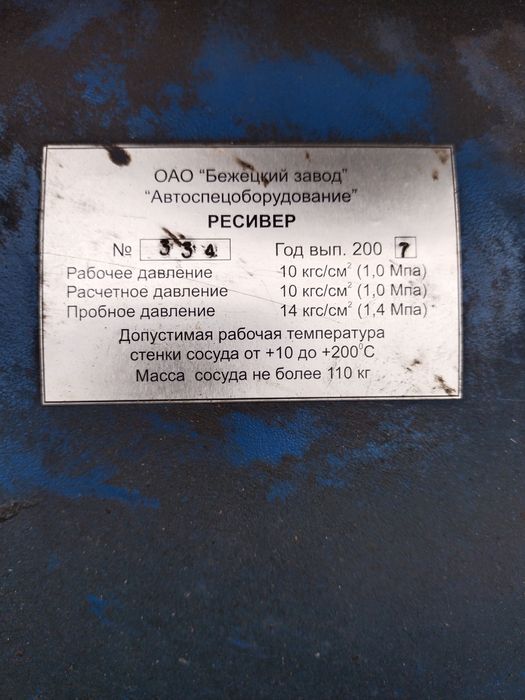 ОАО "Бежецкий завод"
"Автоспецоборудование"
РЕСИВЕР
№ 334 Год вып. 200 7
Рабочее давление 10 кгс/см² (1,0 Мпа)
Расчетное давление 10 кгс/см² (1,0 Мпа)
Пробное давление 14 кгс/см² (1,4 Мпа)
Допустимая рабочая температура
стенки сосуда от +10 до +200°С
Масса сосуда не более 110 кг